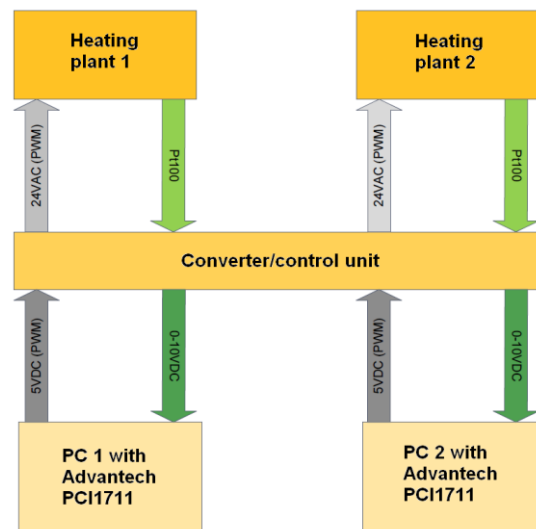 Heating
plant 1
Heating
plant 2
24VAC (PWM)
Pt100
24VAC (PWM)
Pt100
Converter/control unit
5VDC (PWM)
0-10VDC
5VDC (PWM)
0-10VDC
PC 1 with
Advantech
PCI1711
PC 2 with
Advantech
PCI1711